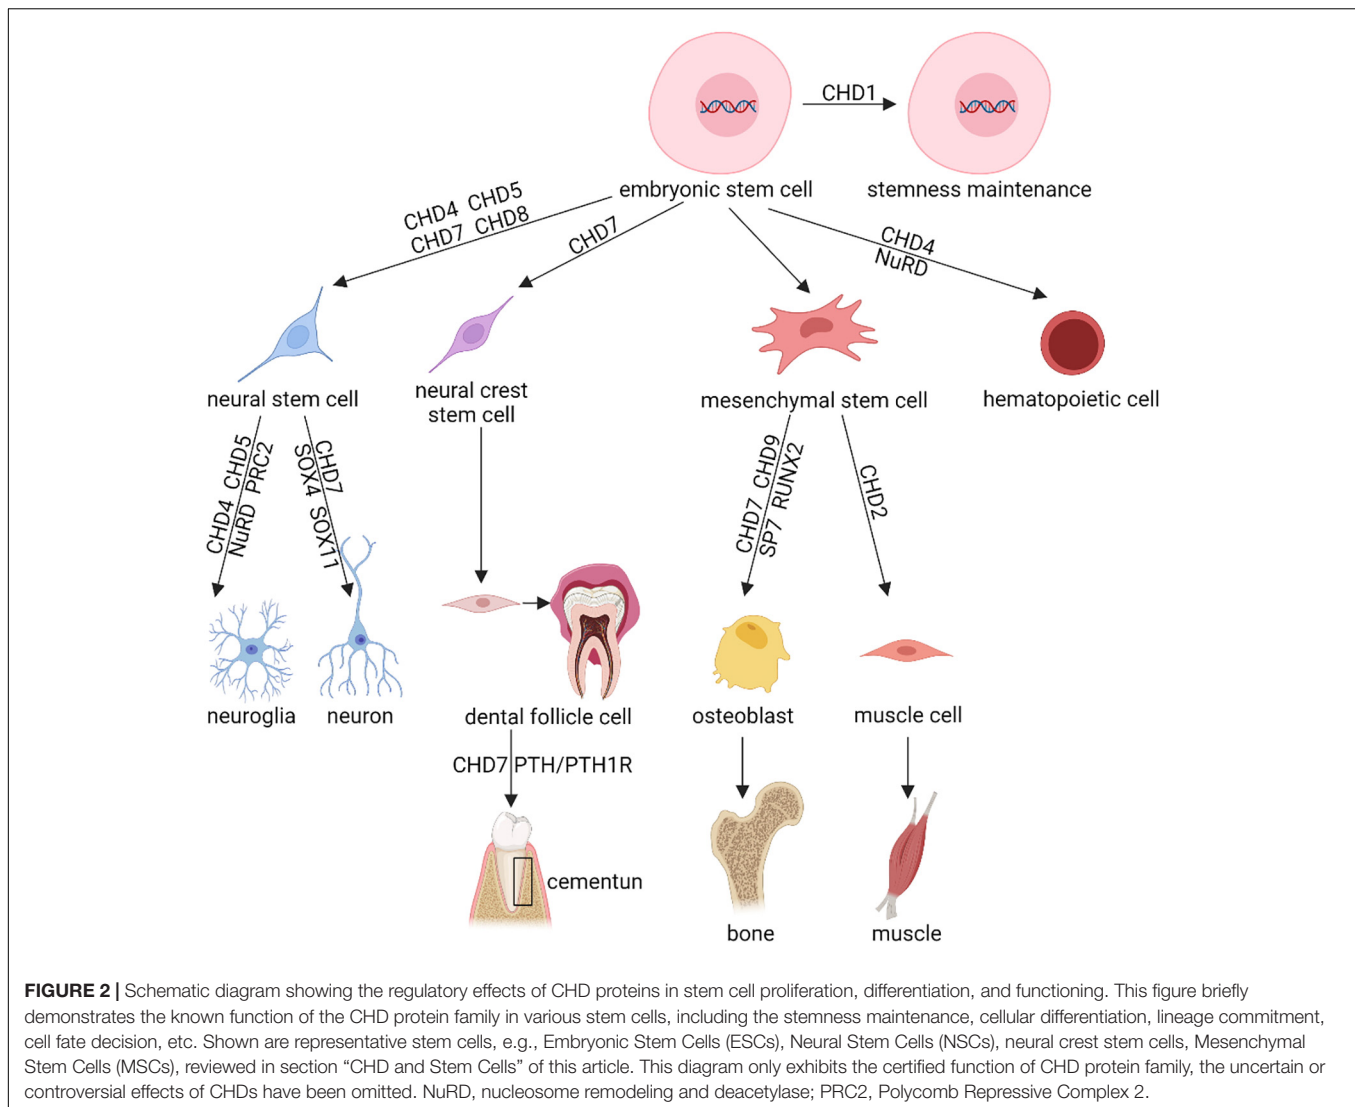 CHD1
embryonic stem cell
stemness maintenance
CHD4 CHD5
CHD7 CHD8
CHD7
CHD4
NuRD
neural stem cell
neural crest
stem cell
mesenchymal stem cell
hematopoietic cell
CHD4 CHD5
NuRD PRC2
CHD7
SOX4 SOX11
CHD7 CHD9
SP7 RUNX2
CHD2
neuroglia
neuron
dental follicle cell
osteoblast
muscle cell
CHD7 PTH/PTH1R
cementun
bone
muscle
FIGURE 2 | Schematic diagram showing the regulatory effects of CHD proteins in stem cell proliferation, differentiation, and functioning. This figure briefly
demonstrates the known function of the CHD protein family in various stem cells, including the stemness maintenance, cellular differentiation, lineage commitment,
cell fate decision, etc. Shown are representative stem cells, e.g., Embryonic Stem Cells (ESCs), Neural Stem Cells (NSCs), neural crest stem cells, Mesenchymal
Stem Cells (MSCs), reviewed in section “CHD and Stem Cells” of this article. This diagram only exhibits the certified function of CHD protein family, the uncertain or
controversial effects of CHDs have been omitted. NuRD, nucleosome remodeling and deacetylase; PRC2, Polycomb Repressive Complex 2.